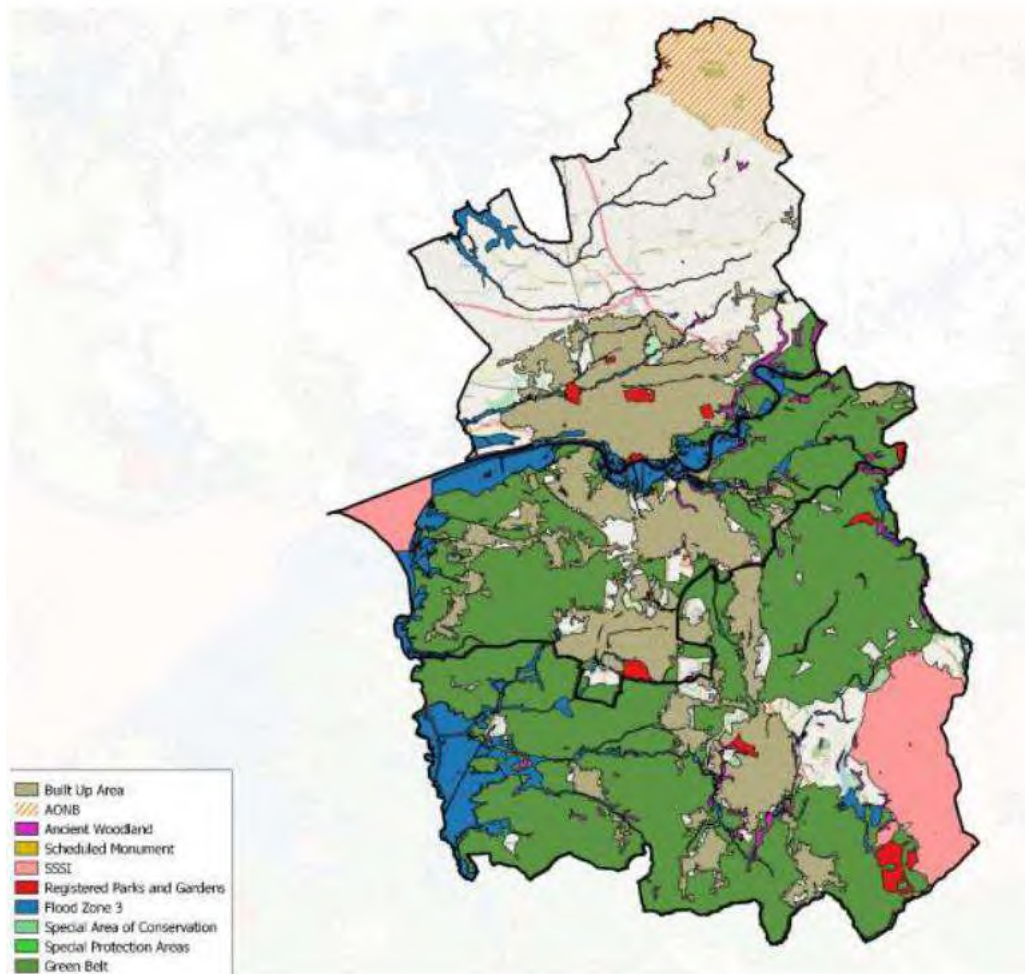 Built Up Area
AONB
Ancient Woodland
Scheduled Monument
SSSI
Registered Parks and Gardens
Flood Zone 3
Special Area of Conservation
Special Protection Areas
Green Belt